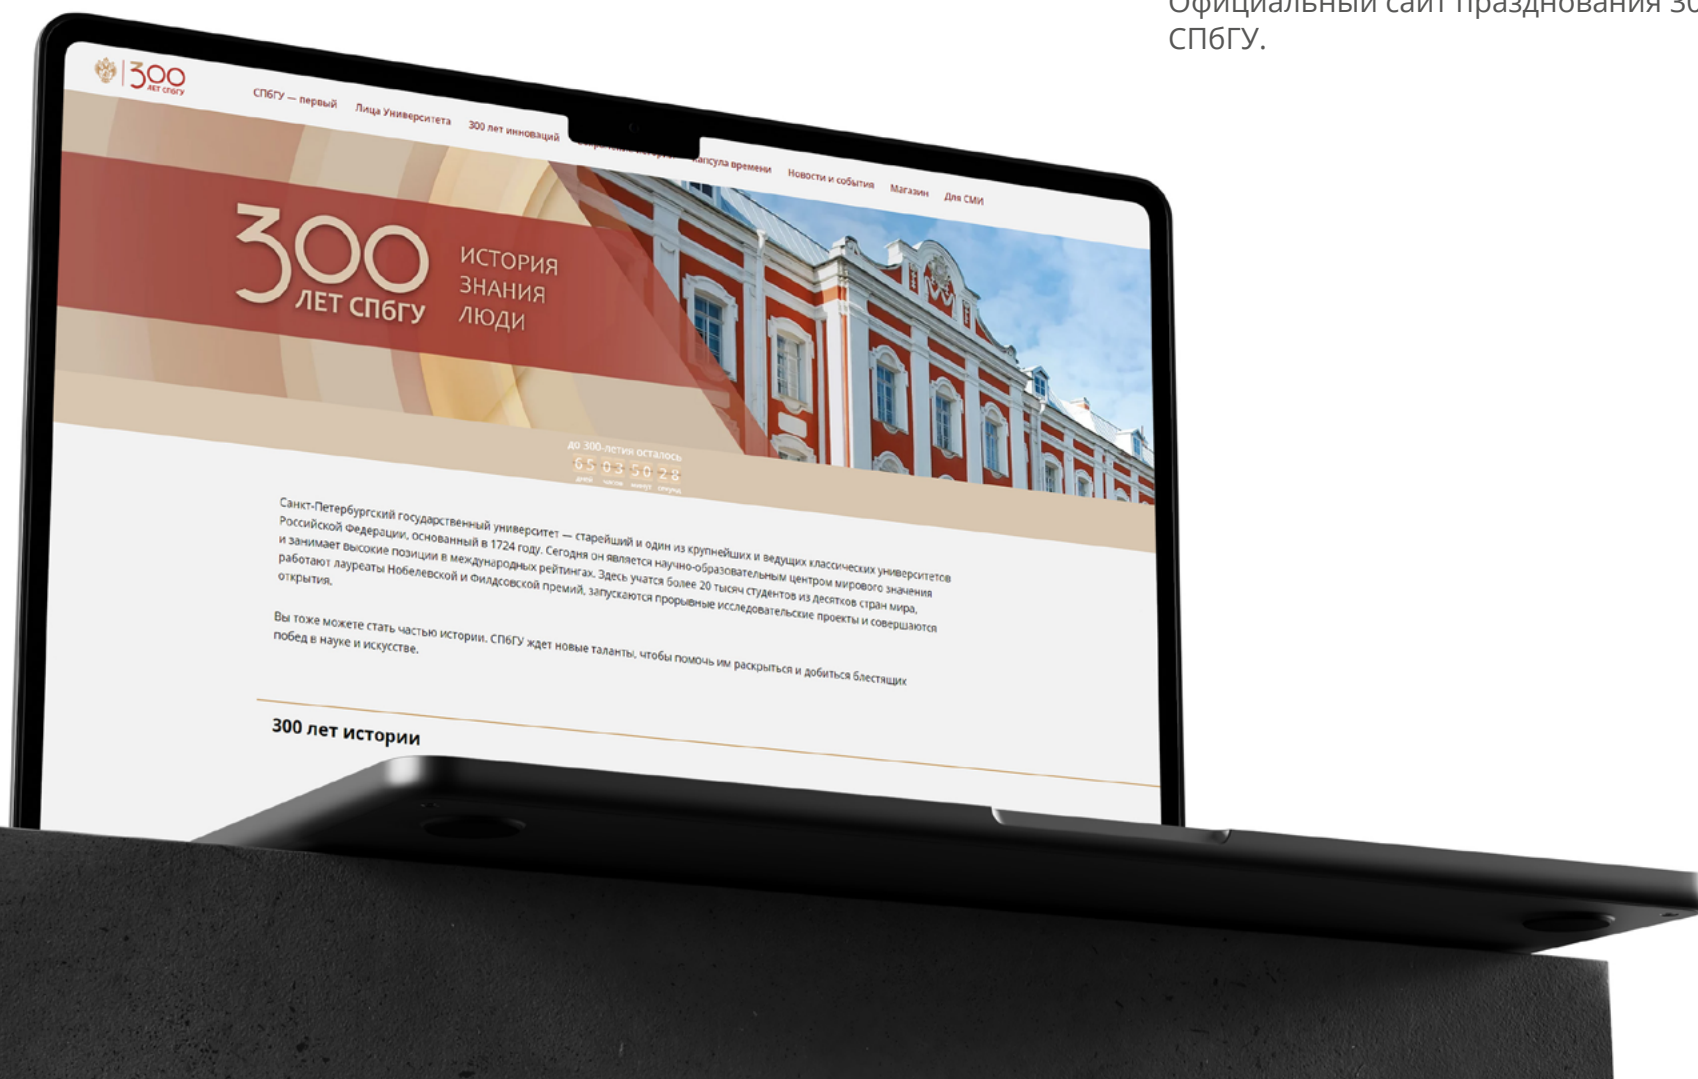 Официальный сайт празднования 30
СПбГУ.
300
ЛЕТ СПБГУ
СПбГУ — первый Лица Университета 300 лет инноваций капсула времени Новости и события Магазин Для СМИ
300
ЛЕТ СПбГУ
ИСТОРИЯ
ЗНАНИЯ
ЛЮДИ
до 300-летия осталось
65 03 50 28
дней часов минут секунд
Санкт-Петербургский государственный университет — старейший и один из крупнейших и ведущих классических университетов
Российской Федерации, основанный в 1724 году. Сегодня он является научно-образовательным центром мирового значения
и занимает высокие позиции в международных рейтингах. Здесь учатся более 20 тысяч студентов из десятков стран мира,
работают лауреаты Нобелевской и Филдсовской премий, запускаются прорывные исследовательские проекты и совершаются
открытия.
Вы тоже можете стать частью истории. СПбГУ ждет новые таланты, чтобы помочь им раскрыться и добиться блестящих
побед в науке и искусстве.
300 лет истории